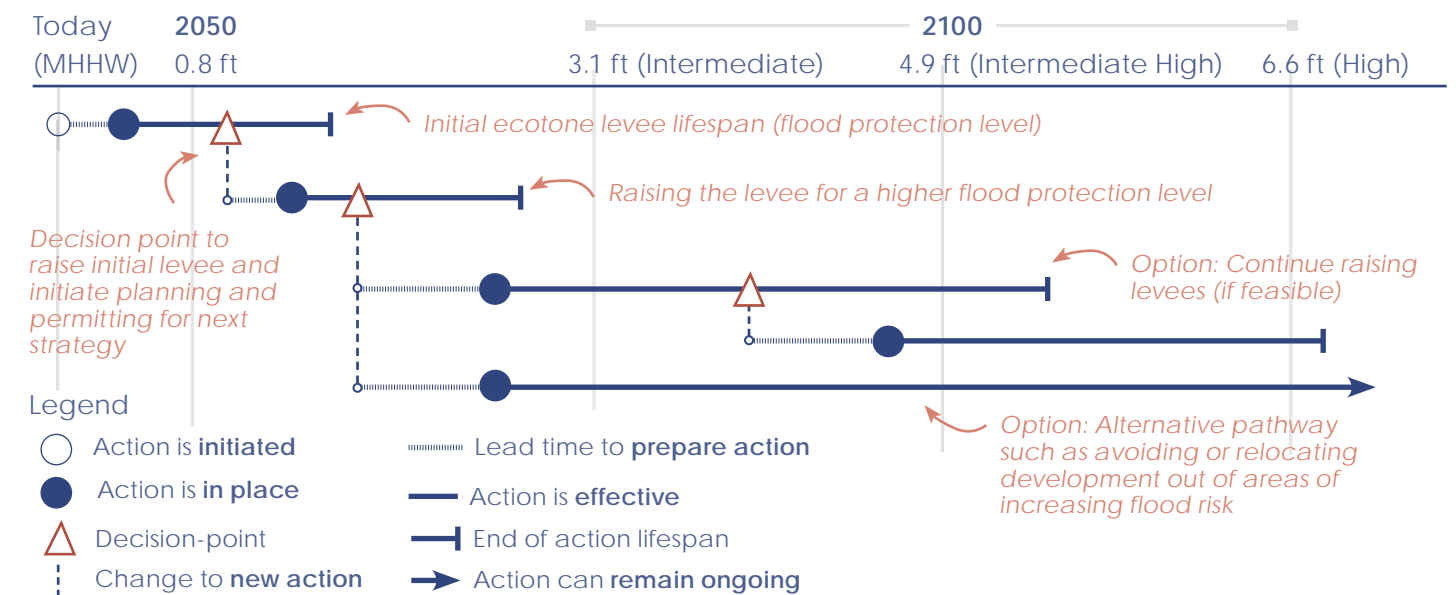 Today 2050 2100
(MHHW) 0.8 ft 3.1 ft (Intermediate) 4.9 ft (Intermediate High) 6.6 ft (High)
Initial ecotone levee lifespan (flood protection level)
Raising the levee for a higher flood protection level
Decision point to
raise initial levee and
initiate planning and
permitting for next
strategy
Option: Continue raising
levees (if feasible)
Option: Alternative pathway
such as avoiding or relocating
development out of areas of
increasing flood risk
Legend
Action is initiated
Action is in place
Decision-point
Change to new action
Lead time to prepare action
Action is effective
End of action lifespan
Action can remain ongoing